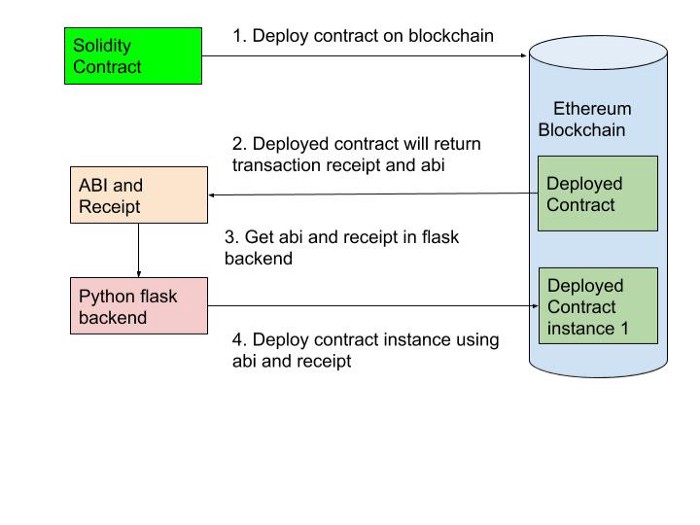 Solidity
Contract
1. Deploy contract on blockchain
Ethereum
Blockchain
2. Deployed contract will return
transaction receipt and abi
ABI and
Receipt
Deployed
Contract
3. Get abi and receipt in flask
backend
Python flask
backend
Deployed
Contract
instance 1
4. Deploy contract instance using
abi and receipt